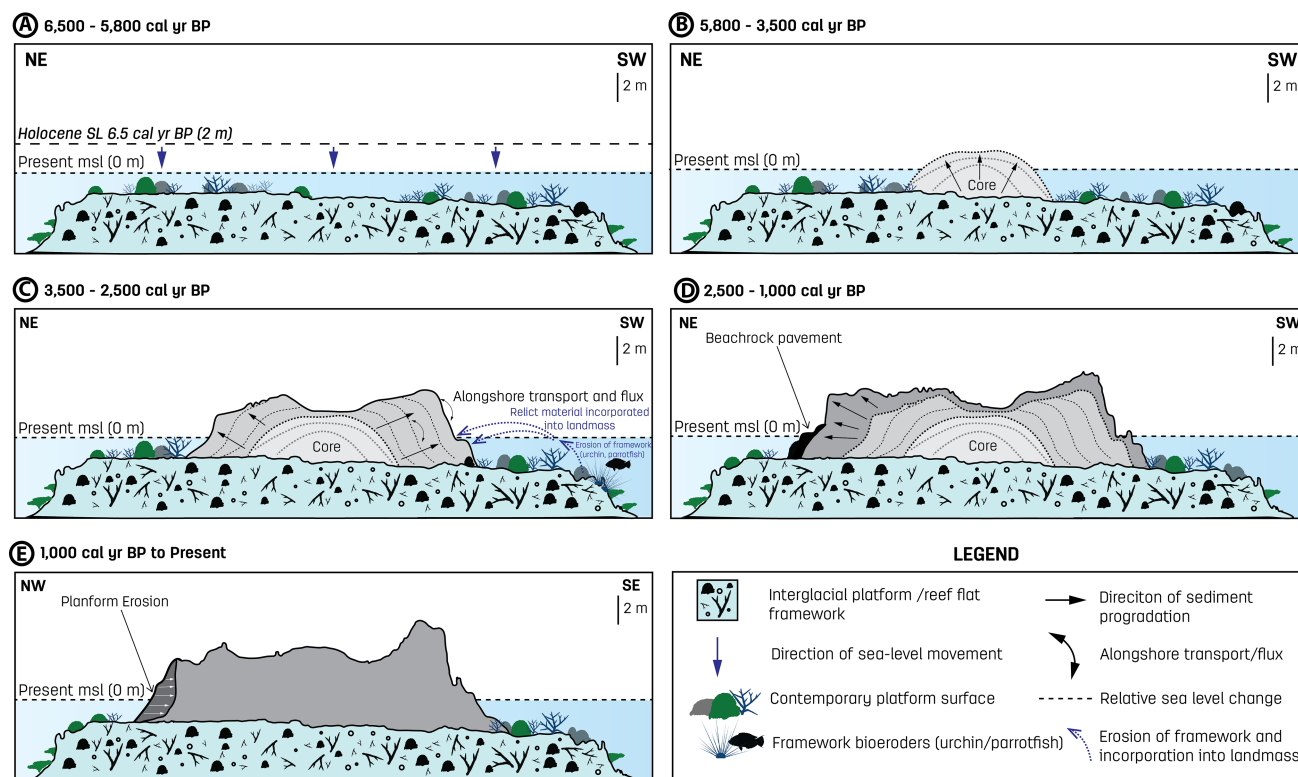 A 6,500 - 5,800 cal yr BP
NE
SW
2 m
Holocene SL 6.5 cal yr BP (2 m)
Present msl (0 m)
B 5,800 - 3,500 cal yr BP
NE
SW
2 m
Present msl (0 m)
Core
C 3,500 - 2,500 cal yr BP
NE
SW
2 m
Alongshore transport and flux
Relict material incorporated
into landmass
Present msl (0 m)
Erosion of framework
(urchin, parrotfish)
Core
D 2,500 - 1,000 cal yr BP
NE
SW
Beachrock pavement
2 m
Present msl (0 m)
Core
E 1,000 cal yr BP to Present
NW
SE
Planform Erosion
2 m
Present msl (0 m)
LEGEND
Interglacial platform /reef flat
framework
Direction of sea-level movement
Contemporary platform surface
Framework bioeroders (urchin/parrotfish)
Direciton of sediment
progradation
Alongshore transport/flux
Relative sea level change
Erosion of framework and
incorporation into landmass